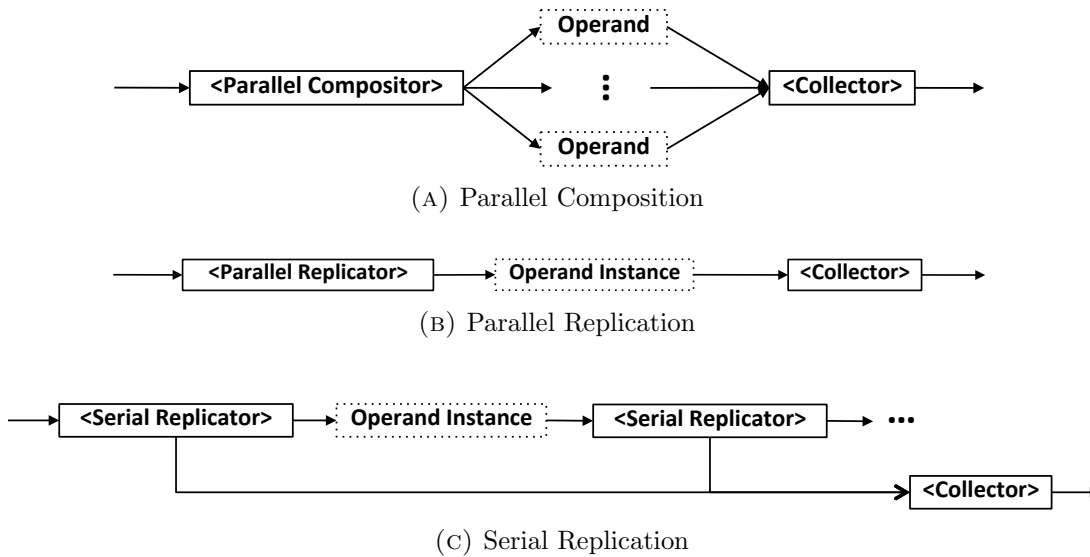 Operand
<Parallel Compositor> ⋮ <Collector>
Operand
(A) Parallel Composition
<Parallel Replicator> Operand Instance <Collector>
(B) Parallel Replication
<Serial Replicator> Operand Instance <Serial Replicator> ...
<Collector>
(C) Serial Replication